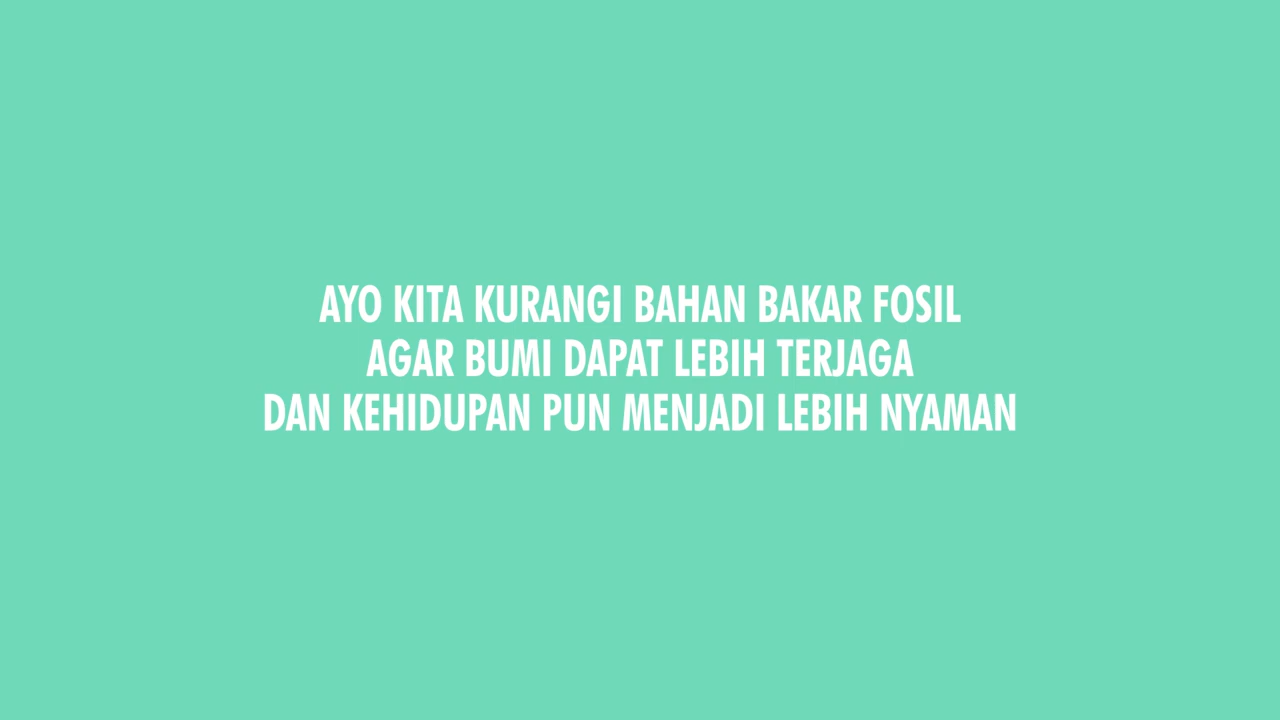 AYO KITA KURANGI BAHAN BAKAR FOSIL
AGAR BUMI DAPAT LEBIH TERJAGA
DAN KEHIDUPAN PUN MENJADI LEBIH NYAMAN